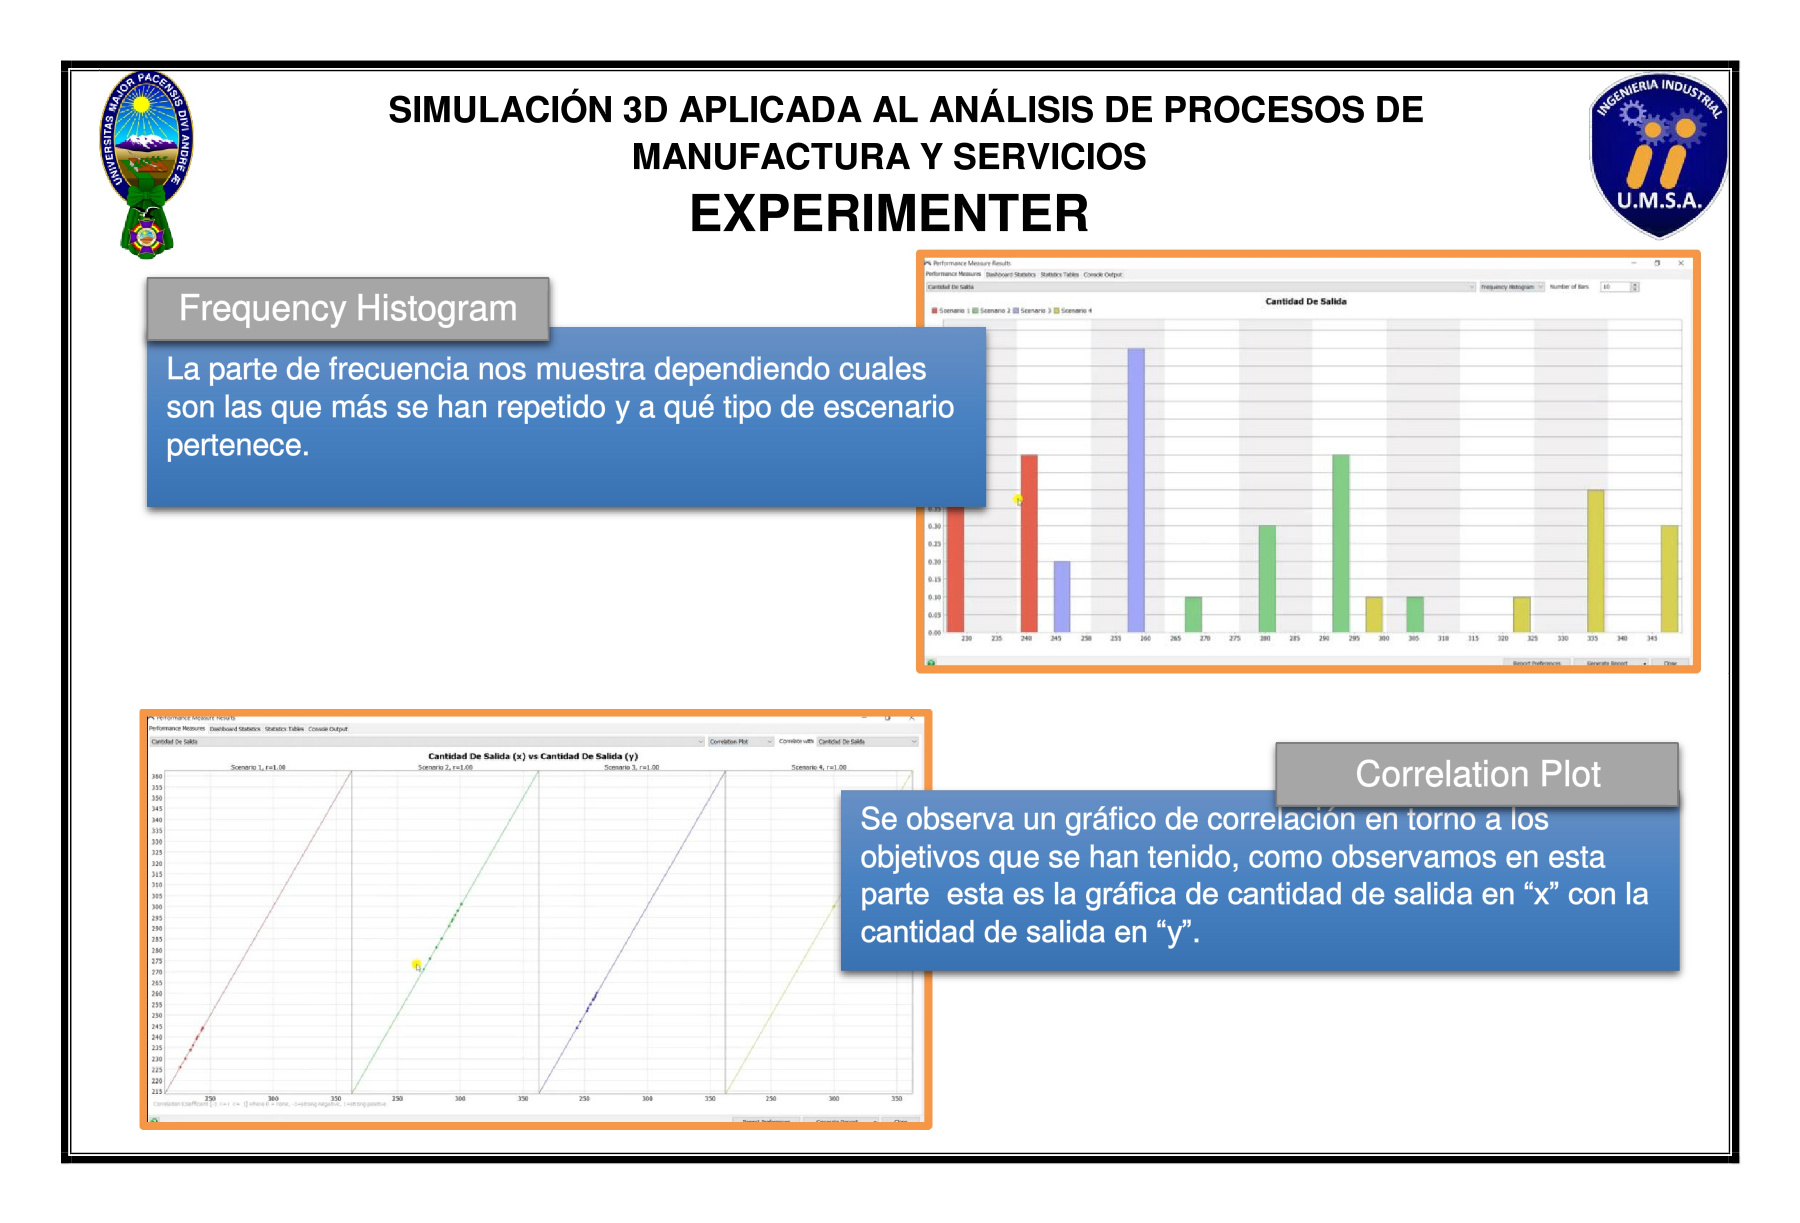 UNIVERSITAS MAJOR PACENSIS DIVI ANDRE Æ
SIMULACIÓN 3D APLICADA AL ANÁLISIS DE PROCESOS DE
MANUFACTURA Y SERVICIOS
EXPERIMENTER
INGENIERIA INDUSTRIAL
U.M.S.A.
Frequency Histogram
La parte de frecuencia nos muestra dependiendo cuales
son las que más se han repetido y a qué tipo de escenario
pertenece.
Performance Measure Results
Performance Measures Dashboard Statistics Statistics Tables Console Output
Cantidad De Salida Frequency Histogram Number of Bars 10
Cantidad De Salida
Scenario 1 Scenario 2 Scenario 3 Scenario 4
0.35
0.30
0.25
0.20
0.15
0.10
0.05
0.00
230 235 240 245 250 255 260 265 270 275 280 285 290 295 300 305 310 315 320 325 330 335 340 345
Report Preferences Generate Report Close
Performance Measure Results
Performance Measures Dashboard Statistics Statistics Tables Console Output
Cantidad De Salida Correlation Plot Correlate with Cantidad De Salida
Cantidad De Salida (x) vs Cantidad De Salida (y)
Scenario 1, r=1.00 Scenario 2, r=1.00 Scenario 3, r=1.00 Scenario 4, r=1.00
360
355
350
345
340
335
330
325
320
315
310
305
300
295
290
285
280
275
270
265
260
255
250
245
240
235
230
225
220
215
250 300 350 250 300 350 250 300 350 250 300 350
Correlation Plot
Se observa un gráfico de correlación en torno a los
objetivos que se han tenido, como observamos en esta
parte  esta es la gráfica de cantidad de salida en “x” con la
cantidad de salida en “y”.